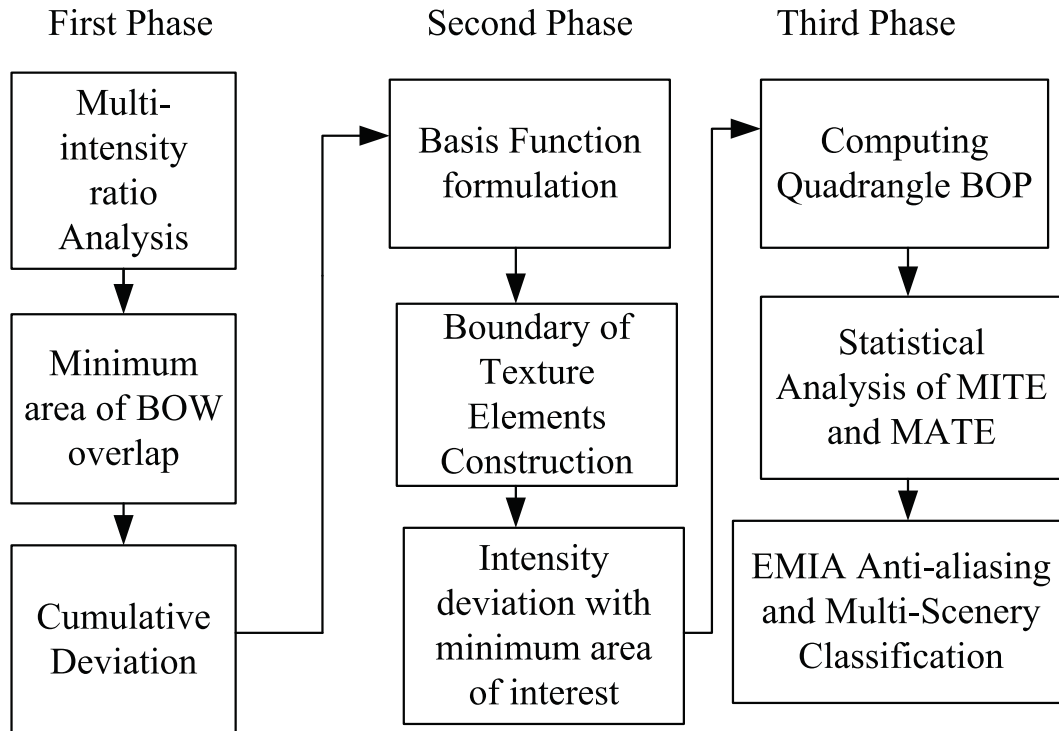 First Phase
Multi-
intensity
ratio
Analysis
Minimum
area of BOW
overlap
Cumulative
Deviation
Second Phase
Basis Function
formulation
Boundary of
Texture
Elements
Construction
Intensity
deviation with
minimum area
of interest
Third Phase
Computing
Quadrangle BOP
Statistical
Analysis of MITE
and MATE
EMIA Anti-aliasing
and Multi-Scenery
Classification